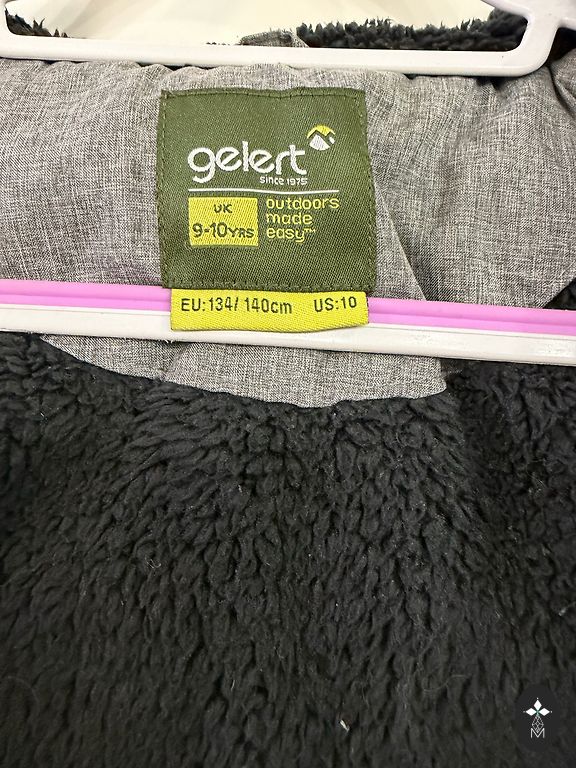 gelert
since 1975
UK
9-10YRS
outdoors
made
easy™
EU:134/140cm US:10
M